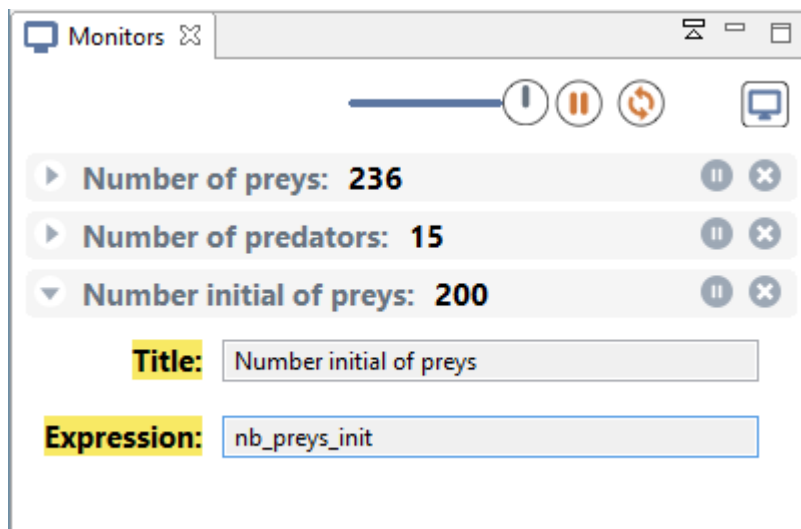 Monitors
Number of preys: 236
Number of predators: 15
Number initial of preys: 200
Title: Number initial of preys
Expression: nb_preys_init